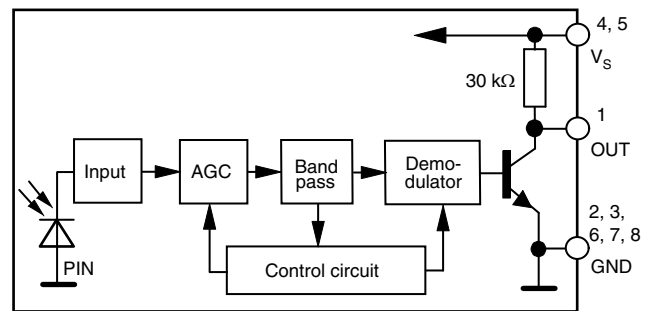 4, 5
V_S
30 kΩ
1
OUT
Input
AGC
Band
pass
Demo-
dulator
2, 3,
6, 7, 8
GND
PIN
Control circuit